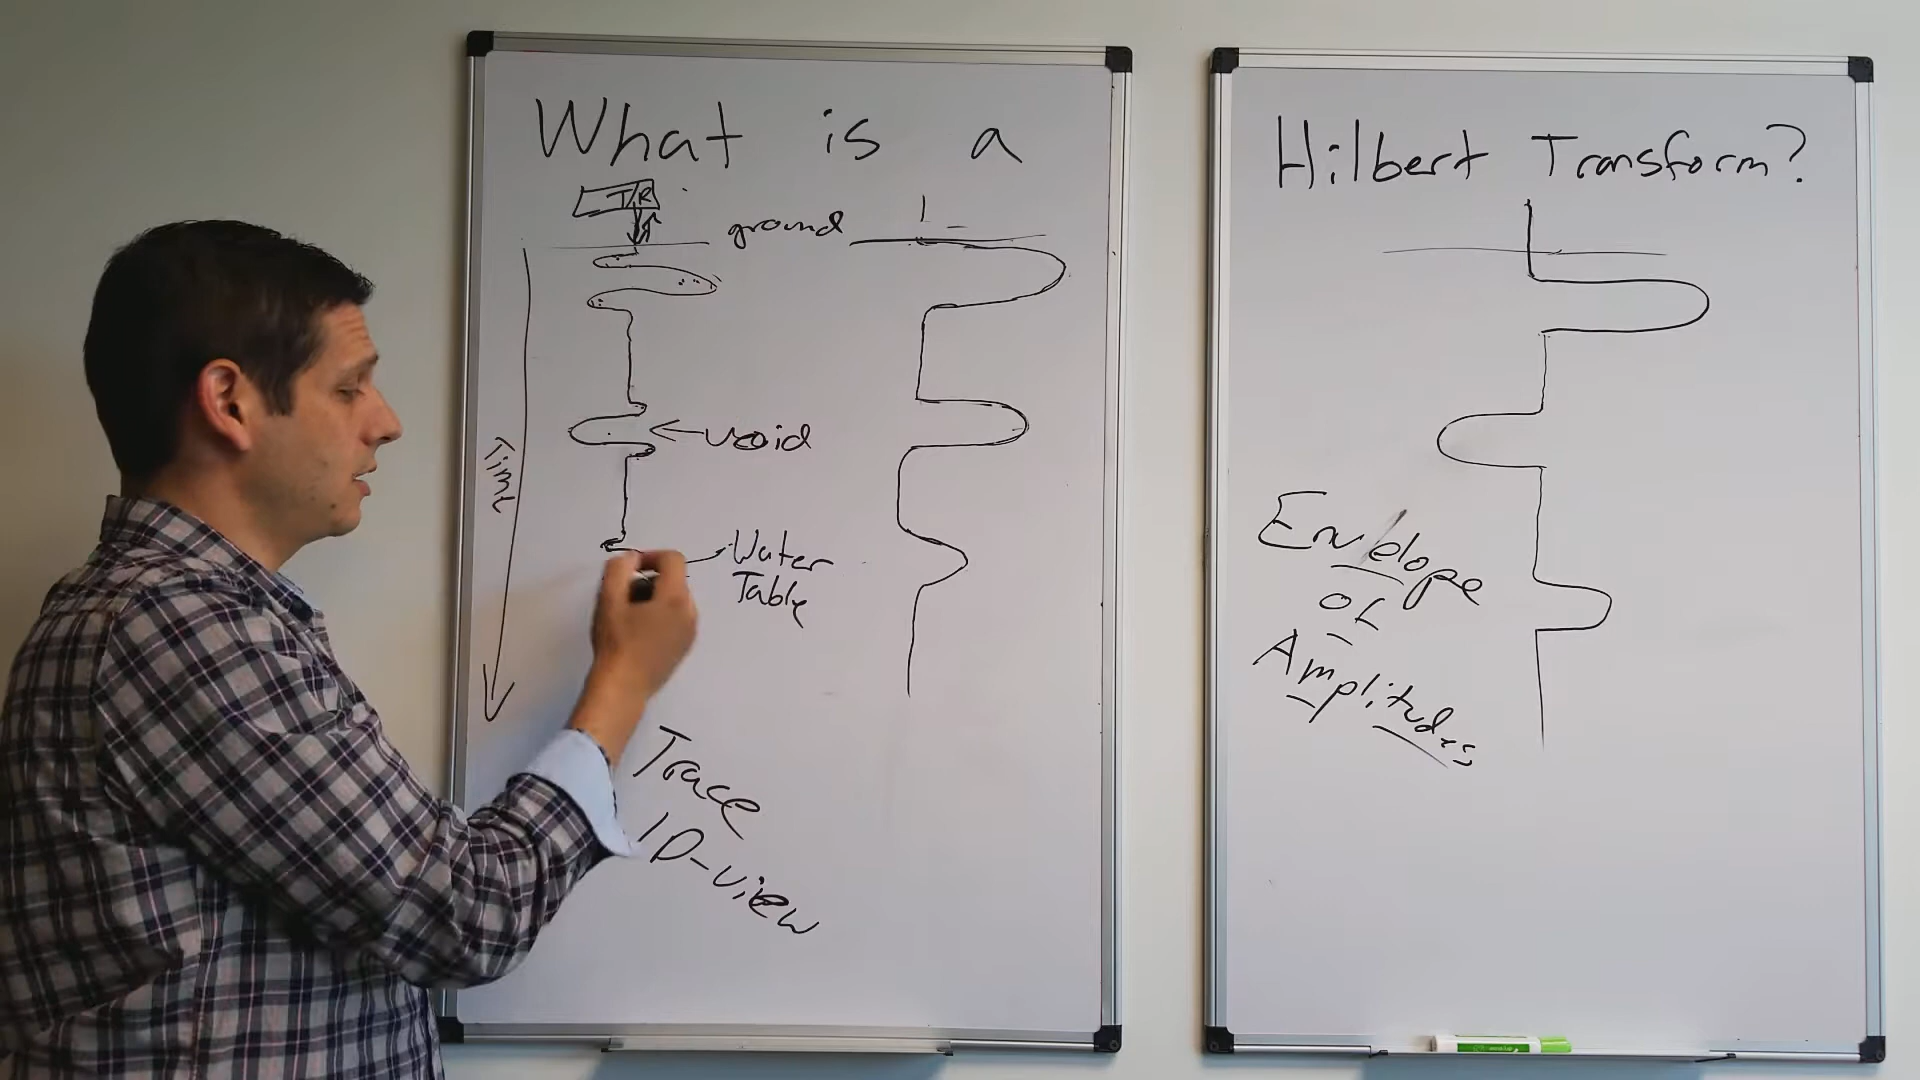 What is a
T/R
ground
Time
void
Water
Table
Trace
1D-view
Hilbert Transform?
Envelope
of
Amplitudes